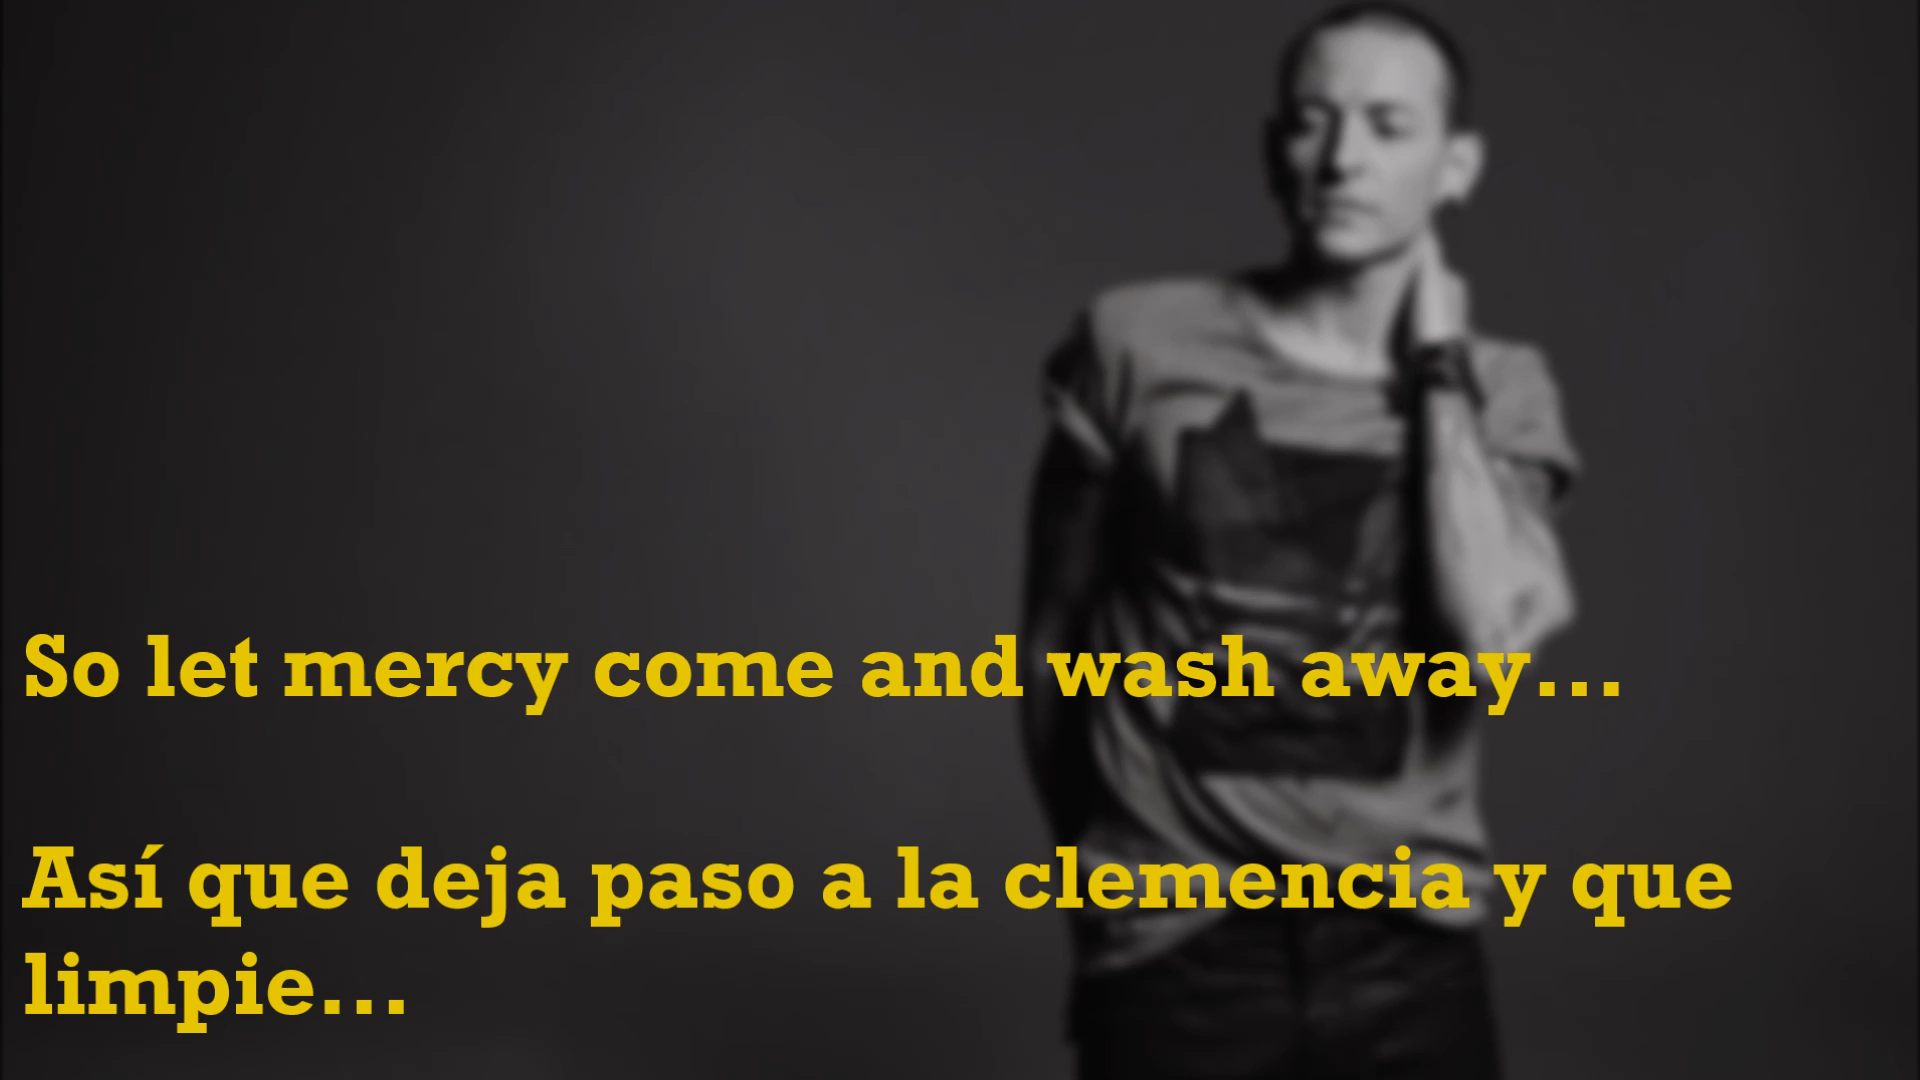 So let mercy come and wash away...
Así que deja paso a la clemencia y que
limpie...